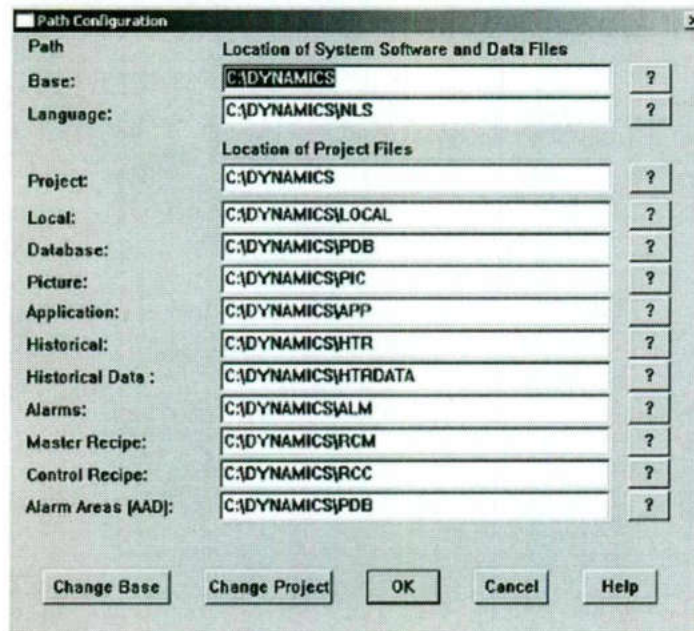 Path Configuration
Path Location of System Software and Data Files
Base: C:\DYNAMICS ?
Language: C:\DYNAMICS\NLS ?
Location of Project Files
Project: C:\DYNAMICS ?
Local: C:\DYNAMICS\LOCAL ?
Database: C:\DYNAMICS\PDB ?
Picture: C:\DYNAMICS\PIC ?
Application: C:\DYNAMICS\APP ?
Historical: C:\DYNAMICS\HTR ?
Historical Data : C:\DYNAMICS\HTRDATA ?
Alarms: C:\DYNAMICS\ALM ?
Master Recipe: C:\DYNAMICS\RCM ?
Control Recipe: C:\DYNAMICS\RCC ?
Alarm Areas [AAD]: C:\DYNAMICS\PDB ?
Change Base Change Project OK Cancel Help